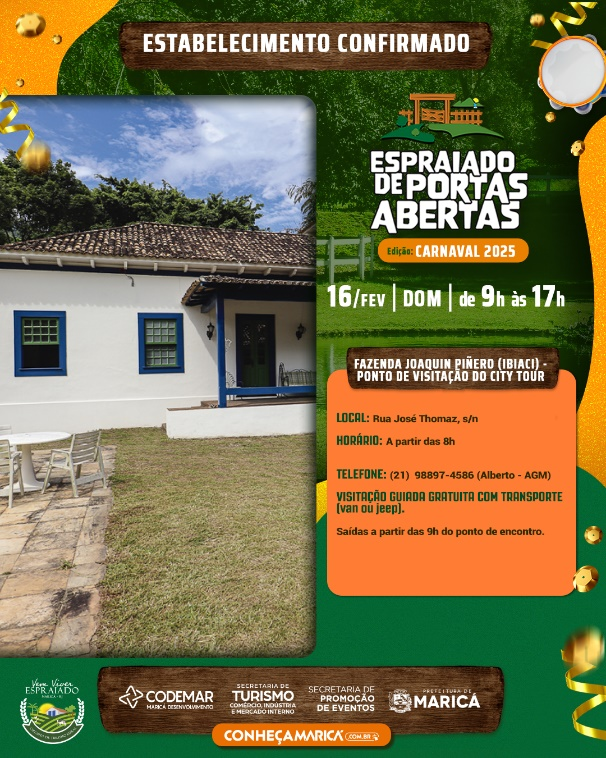 ESTABELECIMENTO CONFIRMADO
ESPRAIADO
DE PORTAS
ABERTAS
Edição: CARNAVAL 2025
16/FEV | DOM | de 9h às 17h
FAZENDA JOAQUIN PIÑERO (IBIACI) -
PONTO DE VISITAÇÃO DO CITY TOUR
LOCAL: Rua José Thomaz, s/n
HORÁRIO: A partir das 8h
TELEFONE: (21) 98897-4586 (Alberto - AGM)
VISITAÇÃO GUIADA GRATUITA COM TRANSPORTE
(van ou jeep).
Saídas a partir das 9h do ponto de encontro.
Vem Viver
ESPRAIADO
MARICÁ - RJ
CODEMAR
MARICÁ DESENVOLVIMENTO
SECRETARIA DE
TURISMO
COMÉRCIO, INDÚSTRIA
E MERCADO INTERNO
SECRETARIA DE
PROMOÇÃO
DE EVENTOS
PREFEITURA DE
MARICÁ
CONHEÇAMARICÁ .COM.BR